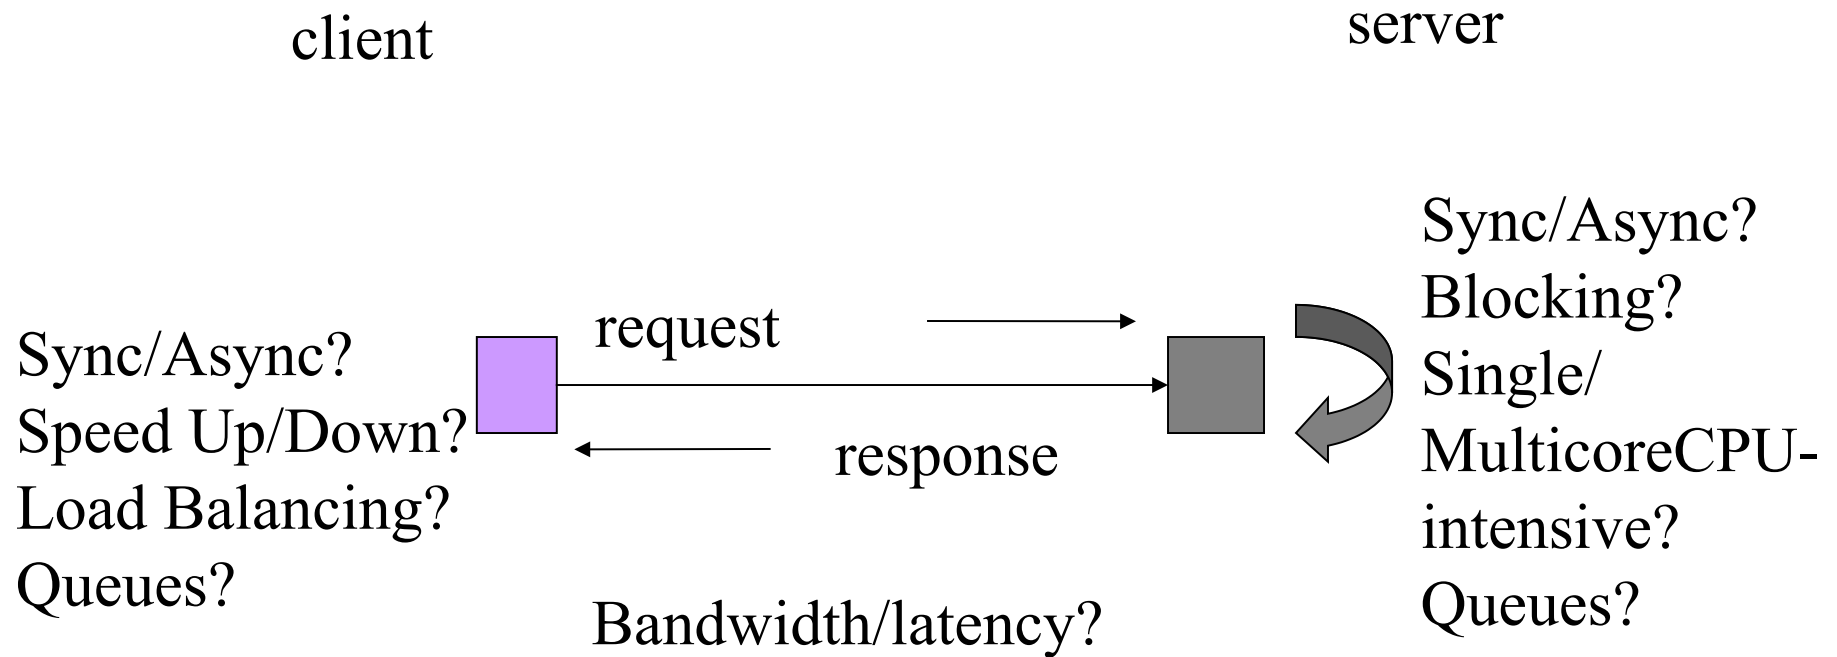 client
server
Sync/Async?
Speed Up/Down?
Load Balancing?
Queues?
request
response
Bandwidth/latency?
Sync/Async?
Blocking?
Single/
MulticoreCPU-
intensive?
Queues?